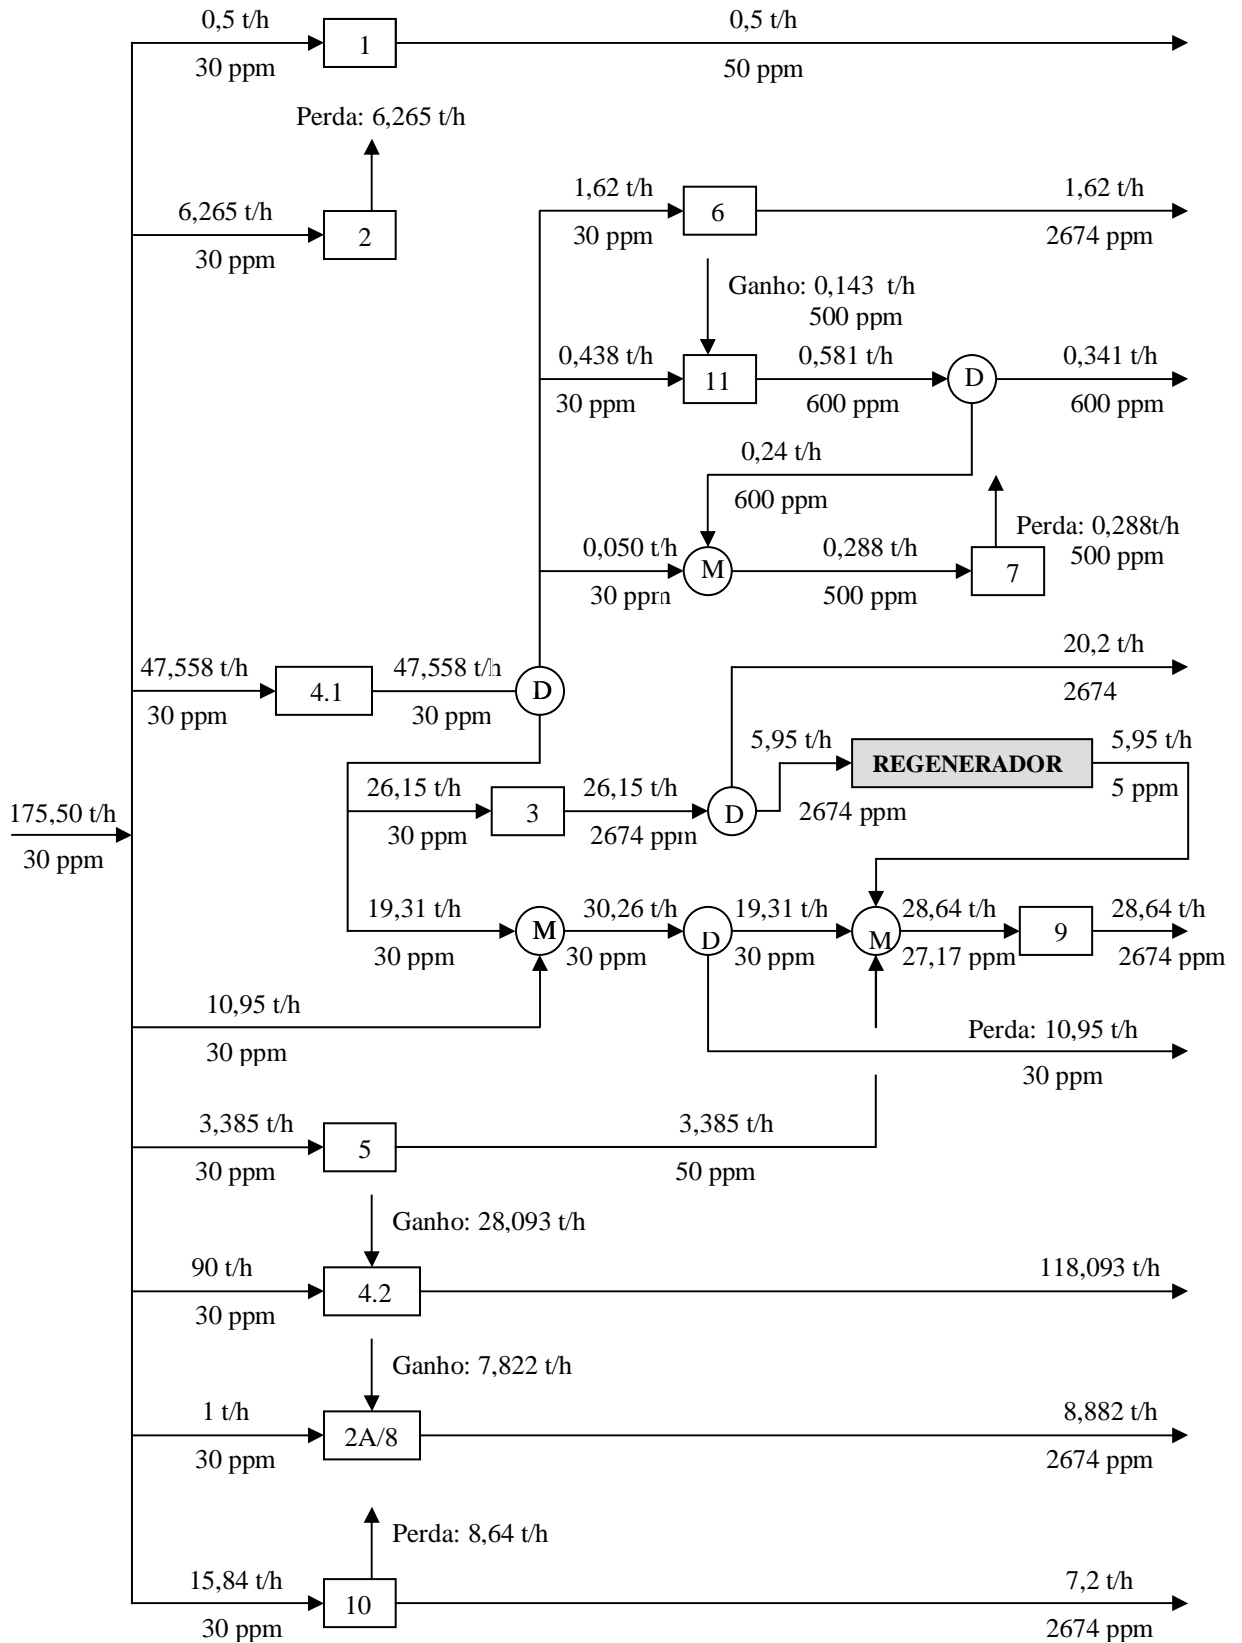 0,5 t/h
0,5 t/h
1
30 ppm
50 ppm
Perda: 6,265 t/h
1,62 t/h
1,62 t/h
6,265 t/h
6
2
30 ppm
2674 ppm
30 ppm
Ganho: 0,143 t/h
500 ppm
0,438 t/h
0,581 t/h
0,341 t/h
11
D
30 ppm
600 ppm
600 ppm
0,24 t/h
600 ppm
Perda: 0,288t/h
500 ppm
0,050 t/h
0,288 t/h
M
7
30 ppm
500 ppm
20,2 t/h
47,558 t/h
47,558 t/h
4.1
D
2674
30 ppm
30 ppm
5,95 t/h
5,95 t/h
REGENERADOR
5 ppm
26,15 t/h
26,15 t/h
175,50 t/h
3
D
2674 ppm
30 ppm
2674 ppm
30 ppm
19,31 t/h
30,26 t/h
19,31 t/h
28,64 t/h
28,64 t/h
M
D
M
9
30 ppm
30 ppm
30 ppm
27,17 ppm
2674 ppm
10,95 t/h
Perda: 10,95 t/h
30 ppm
30 ppm
3,385 t/h
3,385 t/h
5
30 ppm
50 ppm
Ganho: 28,093 t/h
90 t/h
118,093 t/h
4.2
30 ppm
Ganho: 7,822 t/h
1 t/h
8,882 t/h
2A/8
30 ppm
2674 ppm
Perda: 8,64 t/h
15,84 t/h
7,2 t/h
10
30 ppm
2674 ppm